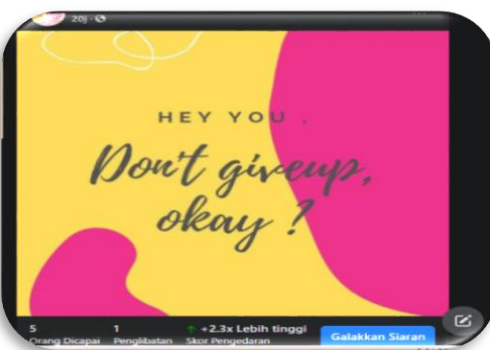 20j
HEY YOU .
Don't giveup,
okay ?
5 1 +2.3x Lebih tinggi
Orang Dicapai Penglibatan Skor Pengedaran Galakkan Siaran